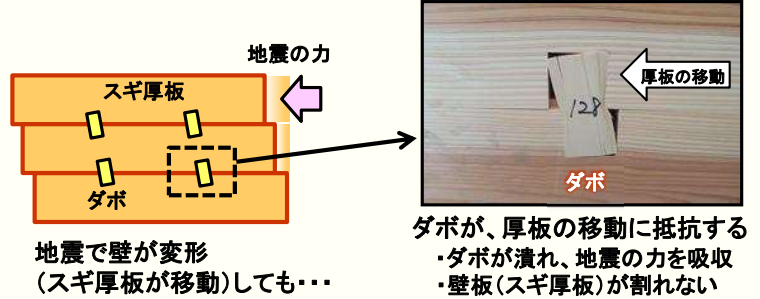 地震の力
スギ厚板
ダボ
地震で壁が変形
(スギ厚板が移動)しても・・・
厚板の移動
128
ダボ
ダボが、厚板の移動に抵抗する
・ダボが潰れ、地震の力を吸収
・壁板(スギ厚板)が割れない